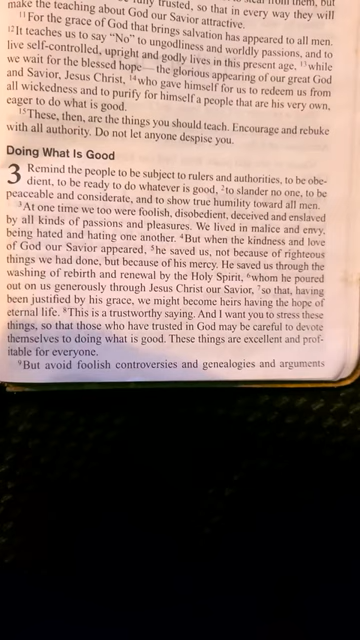 fully trusted, so that in every way they will
make the teaching about God our Savior attractive.
11For the grace of God that brings salvation has appeared to all men.
12It teaches us to say “No” to ungodliness and worldly passions, and to
live self-controlled, upright and godly lives in this present age, 13while
we wait for the blessed hope—the glorious appearing of our great God
and Savior, Jesus Christ, 14who gave himself for us to redeem us from
all wickedness and to purify for himself a people that are his very own,
eager to do what is good.
15These, then, are the things you should teach. Encourage and rebuke
with all authority. Do not let anyone despise you.
Doing What Is Good
3 Remind the people to be subject to rulers and authorities, to be obe-
dient, to be ready to do whatever is good, 2to slander no one, to be
peaceable and considerate, and to show true humility toward all men.
3At one time we too were foolish, disobedient, deceived and enslaved
by all kinds of passions and pleasures. We lived in malice and envy,
being hated and hating one another. 4But when the kindness and love
of God our Savior appeared, 5he saved us, not because of righteous
things we had done, but because of his mercy. He saved us through the
washing of rebirth and renewal by the Holy Spirit, 6whom he poured
out on us generously through Jesus Christ our Savior, 7so that, having
been justified by his grace, we might become heirs having the hope of
eternal life. 8This is a trustworthy saying. And I want you to stress these
things, so that those who have trusted in God may be careful to devote
themselves to doing what is good. These things are excellent and prof-
itable for everyone.
9But avoid foolish controversies and genealogies and arguments